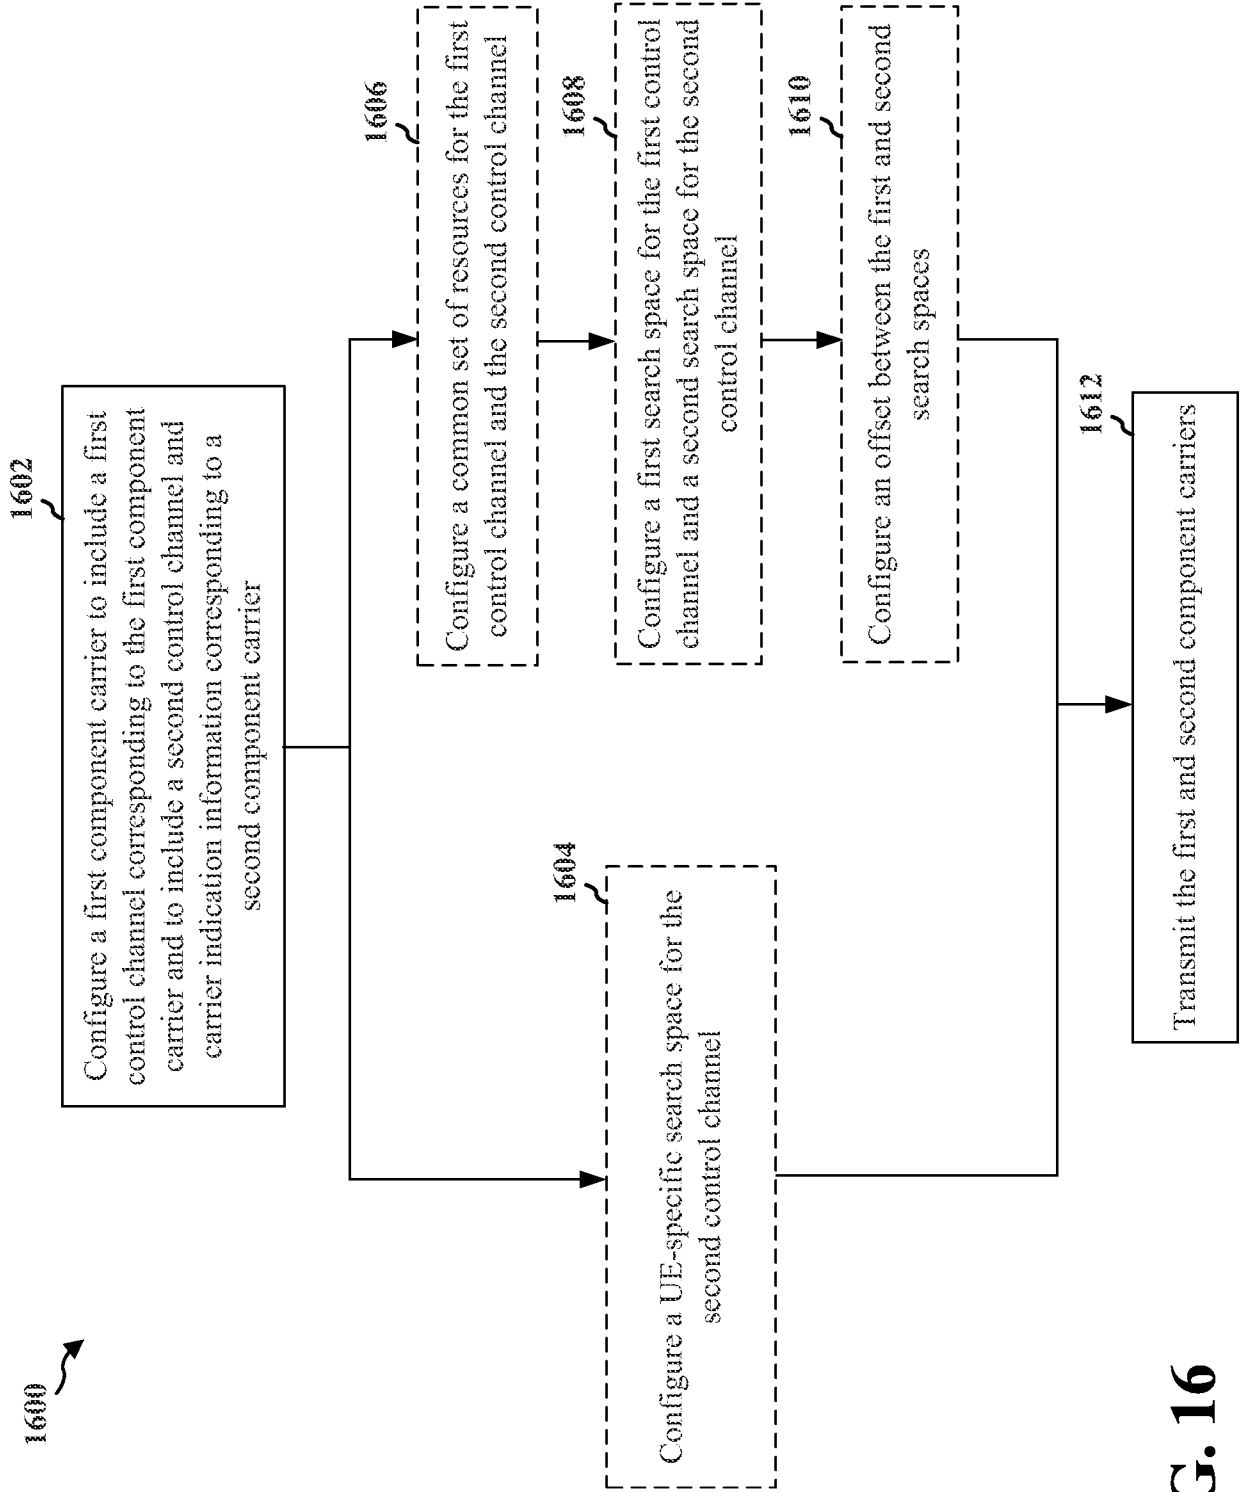 1600
1602
Configure a first component carrier to include a first
control channel corresponding to the first component
carrier and to include a second control channel and
carrier indication information corresponding to a
second component carrier
1604
Configure a UE-specific search space for the
second control channel
1606
Configure a common set of resources for the first
control channel and the second control channel
1608
Configure a first search space for the first control
channel and a second search space for the second
control channel
1610
Configure an offset between the first and second
search spaces
1612
Transmit the first and second component carriers
G. 16